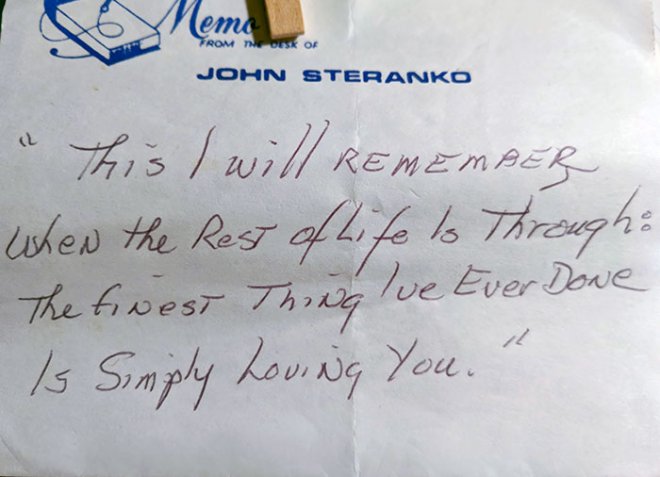 Memo
FROM THE DESK OF
JOHN STERANKO
"This I will REMEMBER
when the Rest of Life Is Through:
The finest Thing I've Ever Done
Is Simply Loving You."